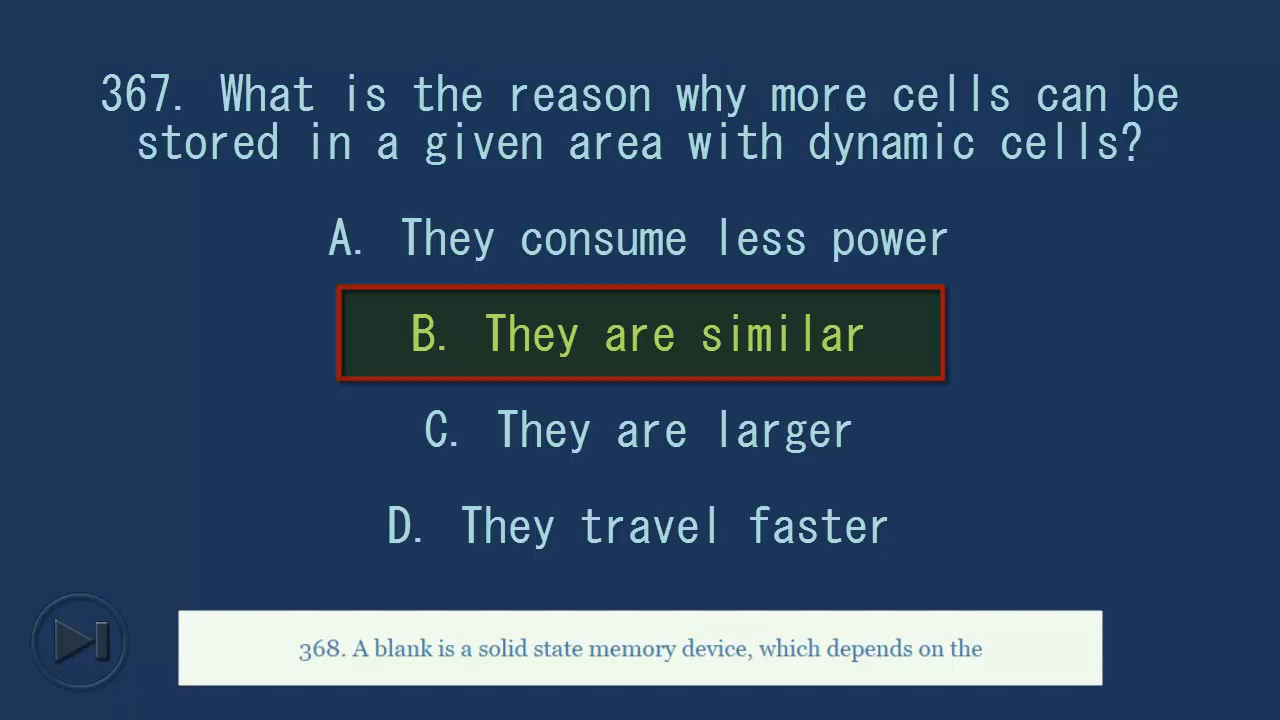 367. What is the reason why more cells can be
stored in a given area with dynamic cells?
A. They consume less power
B. They are similar
C. They are larger
D. They travel faster
368. A blank is a solid state memory device, which depends on the